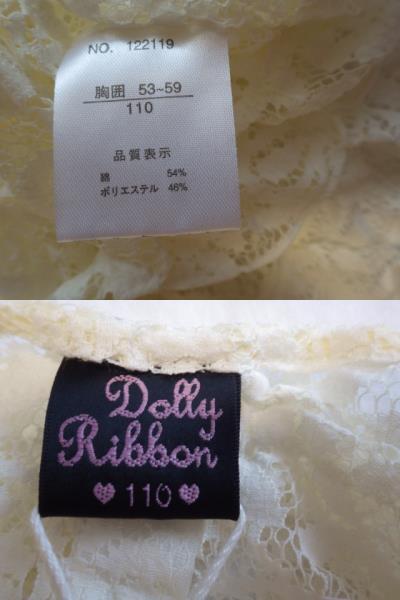 NO. 122119
胸囲 53~59
110
品質表示
綿 54%
ポリエステル 46%
Dolly
Ribbon
♥ 110 ♥